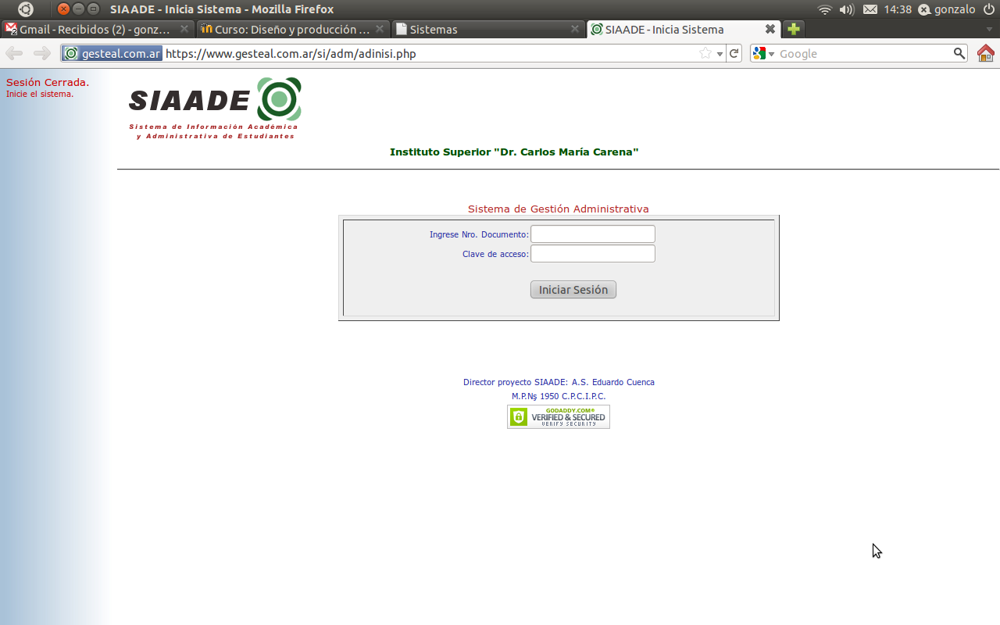 SIAADE - Inicia Sistema - Mozilla Firefox
14:38 gonzalo
Gmail - Recibidos (2) - gonz...
Curso: Diseño y producción ...
Sistemas
SIAADE - Inicia Sistema
gesteal.com.ar https://www.gesteal.com.ar/si/adm/adinisi.php
Google
Sesión Cerrada.
Inicie el sistema.
SIAADE
Sistema de Información Académica
y Administrativa de Estudiantes
Instituto Superior "Dr. Carlos María Carena"
Sistema de Gestión Administrativa
Ingrese Nro. Documento:
Clave de acceso:
Iniciar Sesión
Director proyecto SIAADE: A.S. Eduardo Cuenca
M.P.Nş 1950 C.P.C.I.P.C.
GODADDY.COM®
VERIFIED & SECURED
VERIFY SECURITY